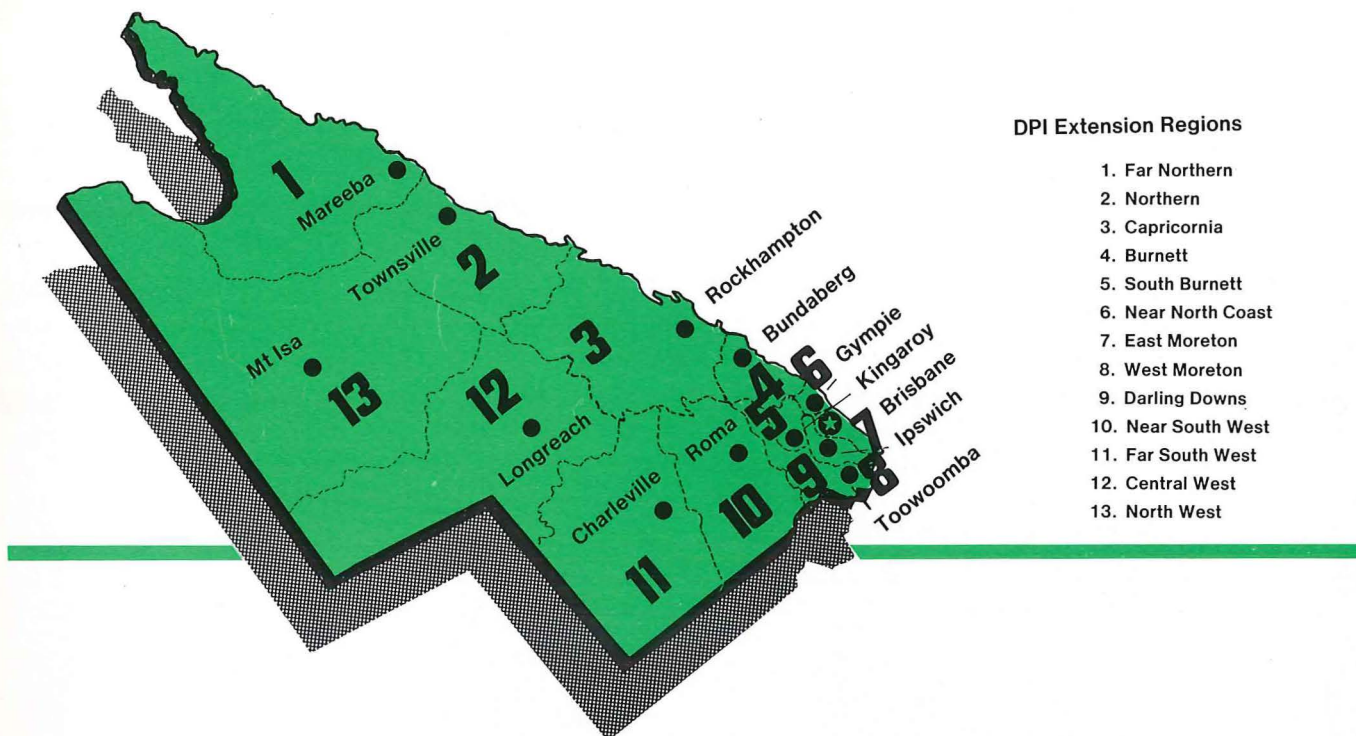 1
Mareeba
Townsville
2
Rockhampton
Bundaberg
Gympie
Kingaroy
Brisbane
Ipswich
Toowoomba
Mt Isa
13
12
Longreach
3
4
5
6
7
8
9
Roma
10
Charleville
11
DPI Extension Regions
1. Far Northern
2. Northern
3. Capricornia
4. Burnett
5. South Burnett
6. Near North Coast
7. East Moreton
8. West Moreton
9. Darling Downs
10. Near South West
11. Far South West
12. Central West
13. North West